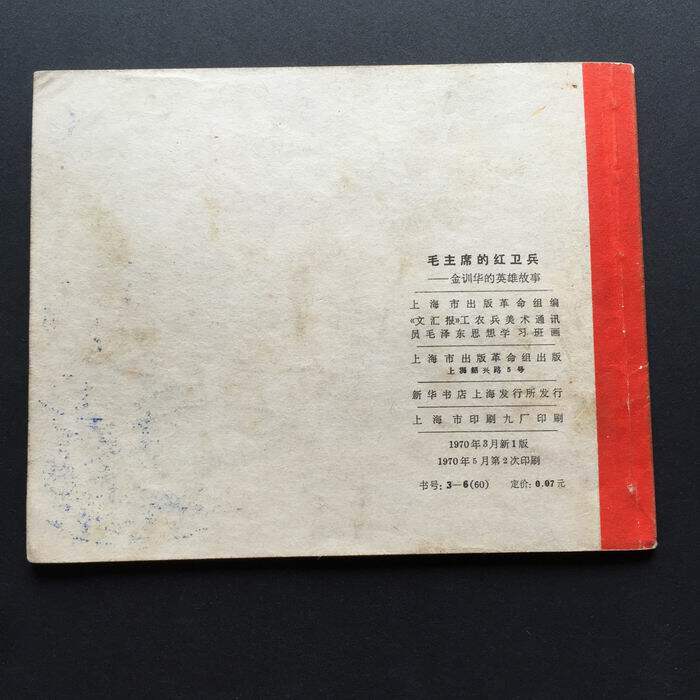 毛主席的红卫兵
——金训华的英雄故事
上海市出版革命组编
《文汇报》工农兵美术通讯
员毛泽东思想学习班画
上海市出版革命组出版
上海绍兴路5号
新华书店上海发行所发行
上海市印刷九厂印刷
1970年3月新1版
1970年5月第2次印刷
书号：3—6(60) 定价：0.07元